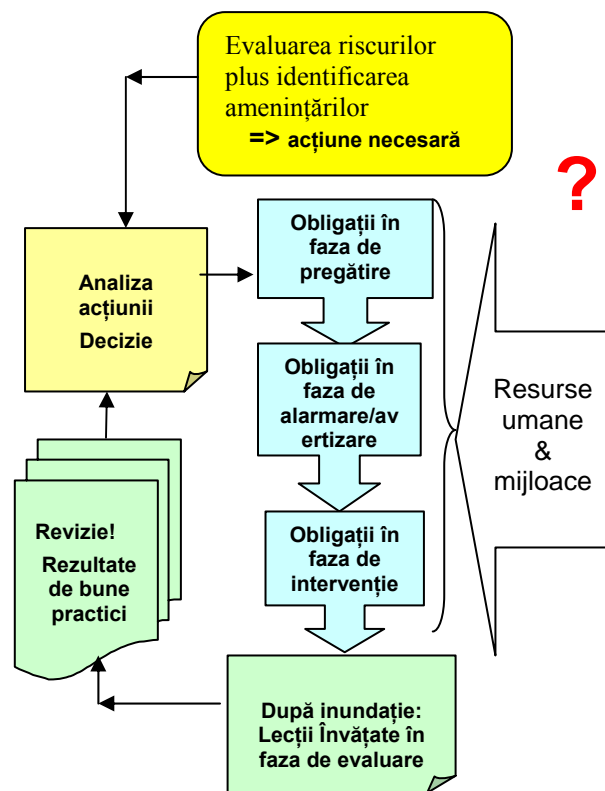 Evaluarea riscurilor
plus identificarea
amenințărilor
=> acțiune necesară
?
Analiza
acțiunii
Decizie
Obligații în
faza de
pregătire
Obligații în
faza de
alarmare/av
ertizare
Obligații în
faza de
intervenție
Resurse
umane
&
mijloace
Revizie!
Rezultate
de bune
practici
După inundație:
Lecții Învățate în
faza de evaluare